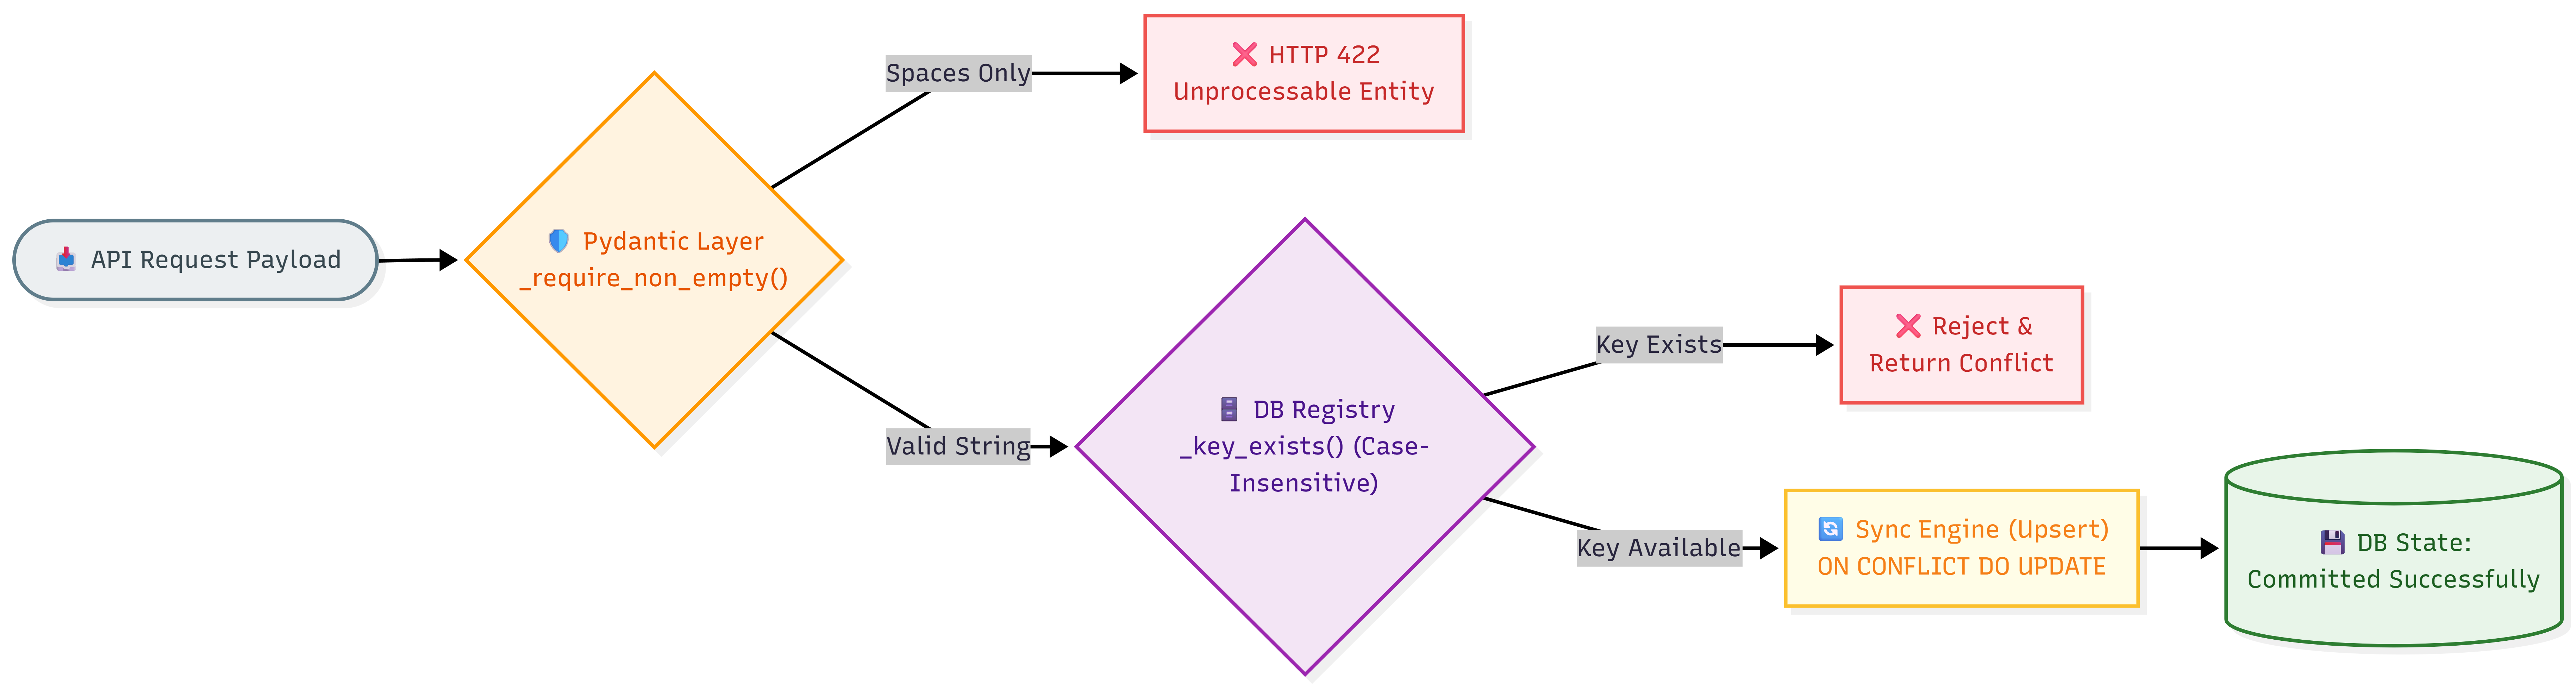 API Request Payload
Pydantic Layer
_require_non_empty()
Spaces Only
HTTP 422
Unprocessable Entity
Valid String
DB Registry
_key_exists() (Case-
Insensitive)
Key Exists
Reject &
Return Conflict
Key Available
Sync Engine (Upsert)
ON CONFLICT DO UPDATE
DB State:
Committed Successfully